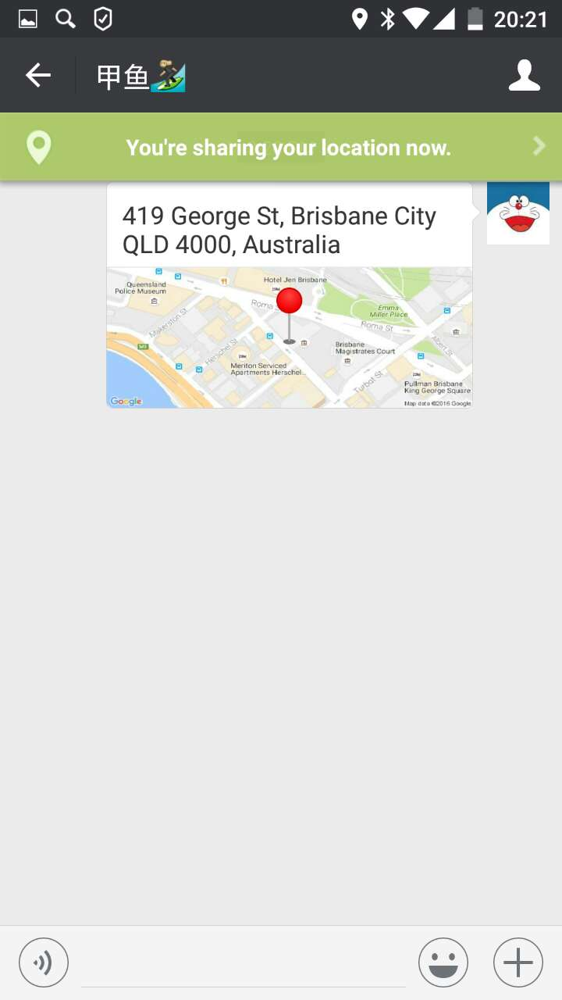 20:21
甲鱼🏄
You're sharing your location now.
419 George St, Brisbane City
QLD 4000, Australia
Hotel Jen Brisbane
Queensland
Police Museum
Roma
Emma
Miller Place
Makerston St
Roma St
M3
Herschel St
Albert St
Brisbane
Magistrates Court
Meriton Serviced
Apartments Herschel...
Turbot St
Pullman Brisbane
King George Square
Google
Map data ©2016 Google